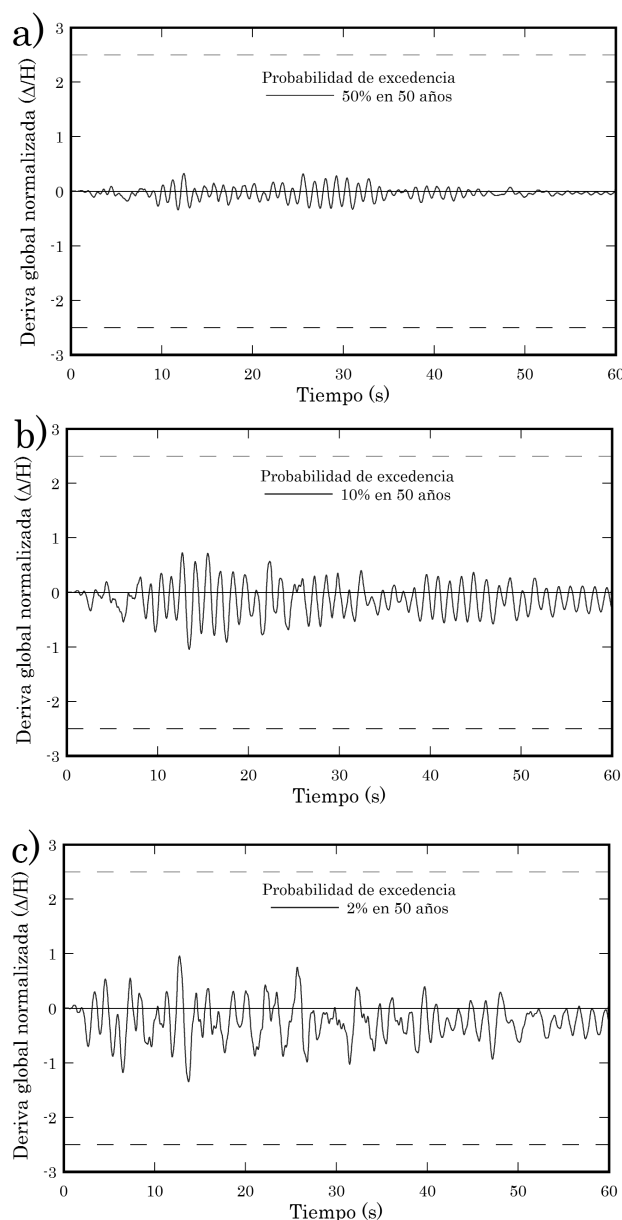 a)
Deriva global normalizada (Δ/H)
3
2
1
0
-1
-2
-3
Probabilidad de excedencia
50% en 50 años
0 10 20 30 40 50 60
Tiempo (s)
b)
Deriva global normalizada (Δ/H)
3
2
1
0
-1
-2
-3
Probabilidad de excedencia
10% en 50 años
0 10 20 30 40 50 60
Tiempo (s)
c)
Deriva global normalizada (Δ/H)
3
2
1
0
-1
-2
-3
Probabilidad de excedencia
2% en 50 años
0 10 20 30 40 50 60
Tiempo (s)